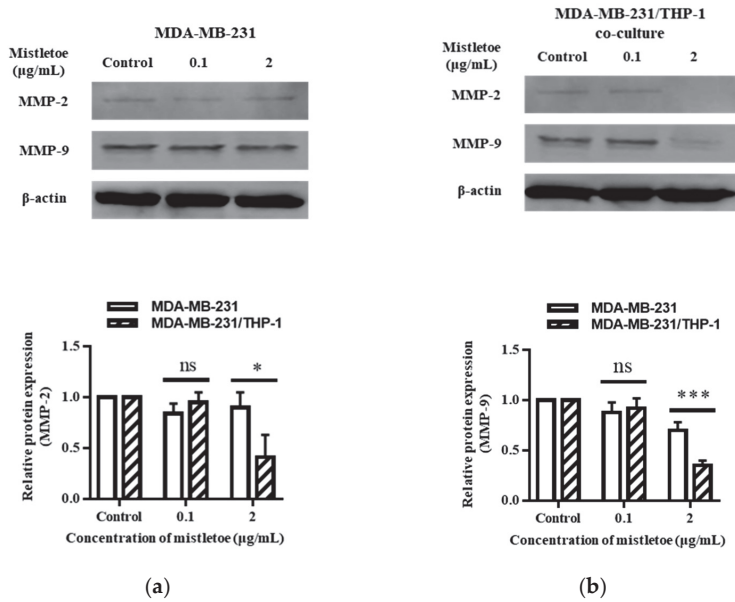 MDA-MB-231
Mistletoe
(μg/mL)
Control 0.1 2
MMP-2
MMP-9
β-actin
MDA-MB-231
MDA-MB-231/THP-1
Relative protein expression
(MMP-2)
1.5
1.0
0.5
0.0
ns
*
Control 0.1 2
Concentration of mistletoe (μg/mL)
(a)
MDA-MB-231/THP-1
co-culture
Mistletoe
(μg/mL)
Control 0.1 2
MMP-2
MMP-9
β-actin
MDA-MB-231
MDA-MB-231/THP-1
Relative protein expression
(MMP-9)
1.5
1.0
0.5
0.0
ns
***
Control 0.1 2
Concentration of mistletoe (μg/mL)
(b)